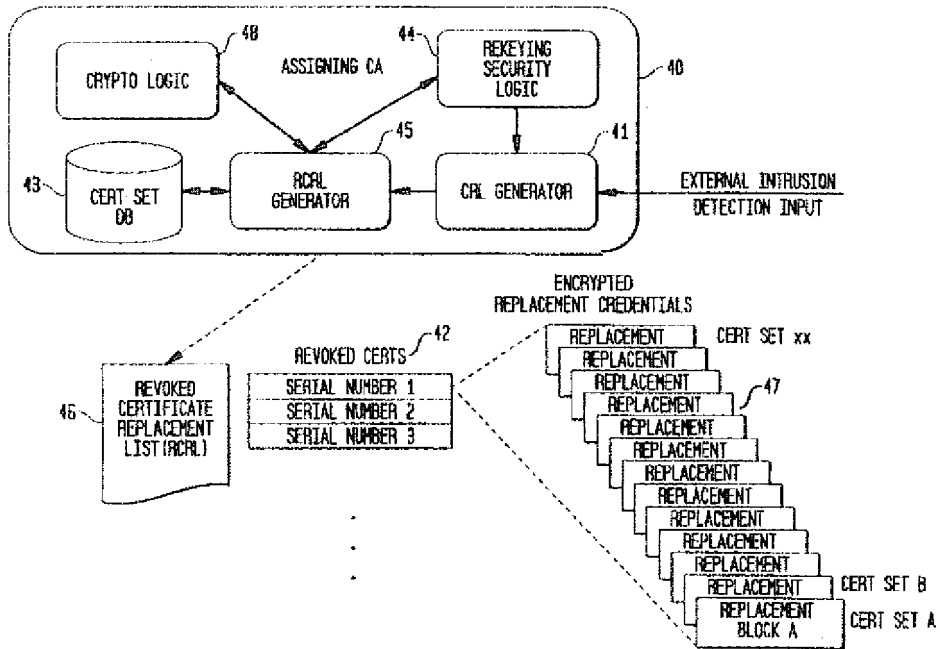 48
44
CRYPTO LOGIC
ASSIGNING CA
REKEYING
SECURITY
LOGIC
40
45
41
43
CERT SET
DB
RCRL
GENERATOR
CRL GENERATOR
EXTERNAL INTRUSION
DETECTION INPUT
ENCRYPTED
REPLACEMENT CREDENTIALS
42
REVOKED CERTS
REPLACEMENT
CERT SET xx
REPLACEMENT
REPLACEMENT
REPLACEMENT
47
REPLACEMENT
REPLACEMENT
REPLACEMENT
REPLACEMENT
REPLACEMENT
REPLACEMENT
REPLACEMENT
REPLACEMENT
CERT SET B
REPLACEMENT
BLOCK A
CERT SET A
SERIAL NUMBER 1
SERIAL NUMBER 2
SERIAL NUMBER 3
46
REVOKED
CERTIFICATE
REPLACEMENT
LIST(RCRL)